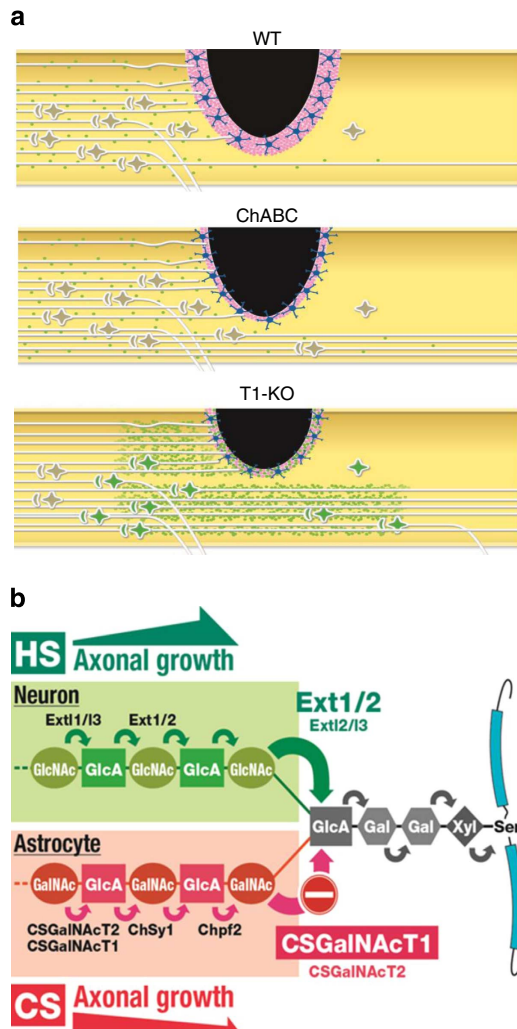 a
WT
ChABC
T1-KO
b
HS Axonal growth
Neuron
Ext1/2
Extl2/l3
Extl1/l3 Ext1/2
GlcNAc GlcA GlcNAc GlcA GlcNAc
GlcA Gal Gal Xyl Ser
Astrocyte
GalNAc GlcA GalNAc GlcA GalNAc
CSGalNAcT2 ChSy1 Chpf2
CSGalNAcT1
CSGalNAcT1
CSGalNAcT2
CS Axonal growth